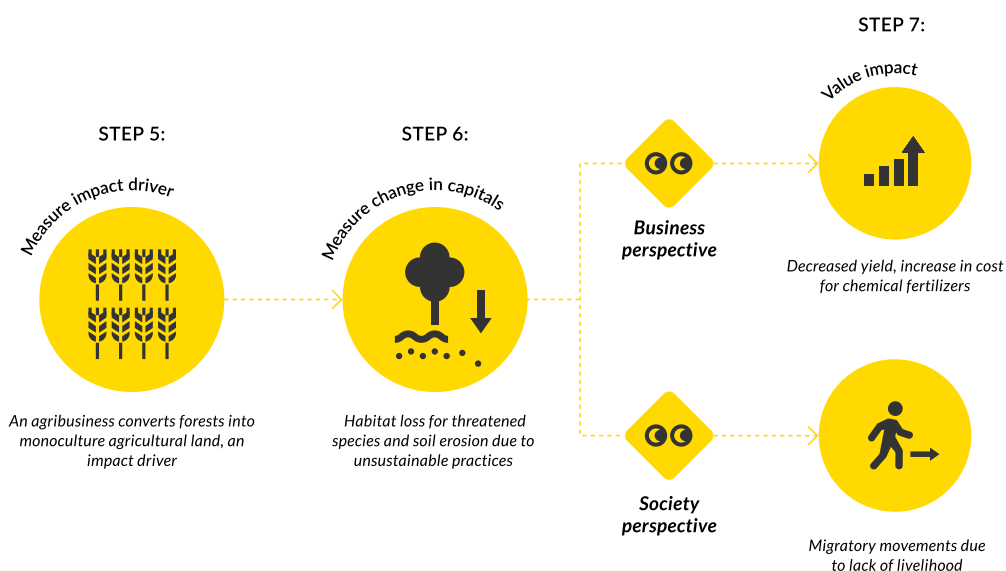 STEP 5:
Measure impact driver
An agribusiness converts forests into
monoculture agricultural land, an
impact driver
STEP 6:
Measure change in capitals
Habitat loss for threatened
species and soil erosion due to
unsustainable practices
Business
perspective
Society
perspective
STEP 7:
Value impact
Decreased yield, increase in cost
for chemical fertilizers
Migratory movements due
to lack of livelihood